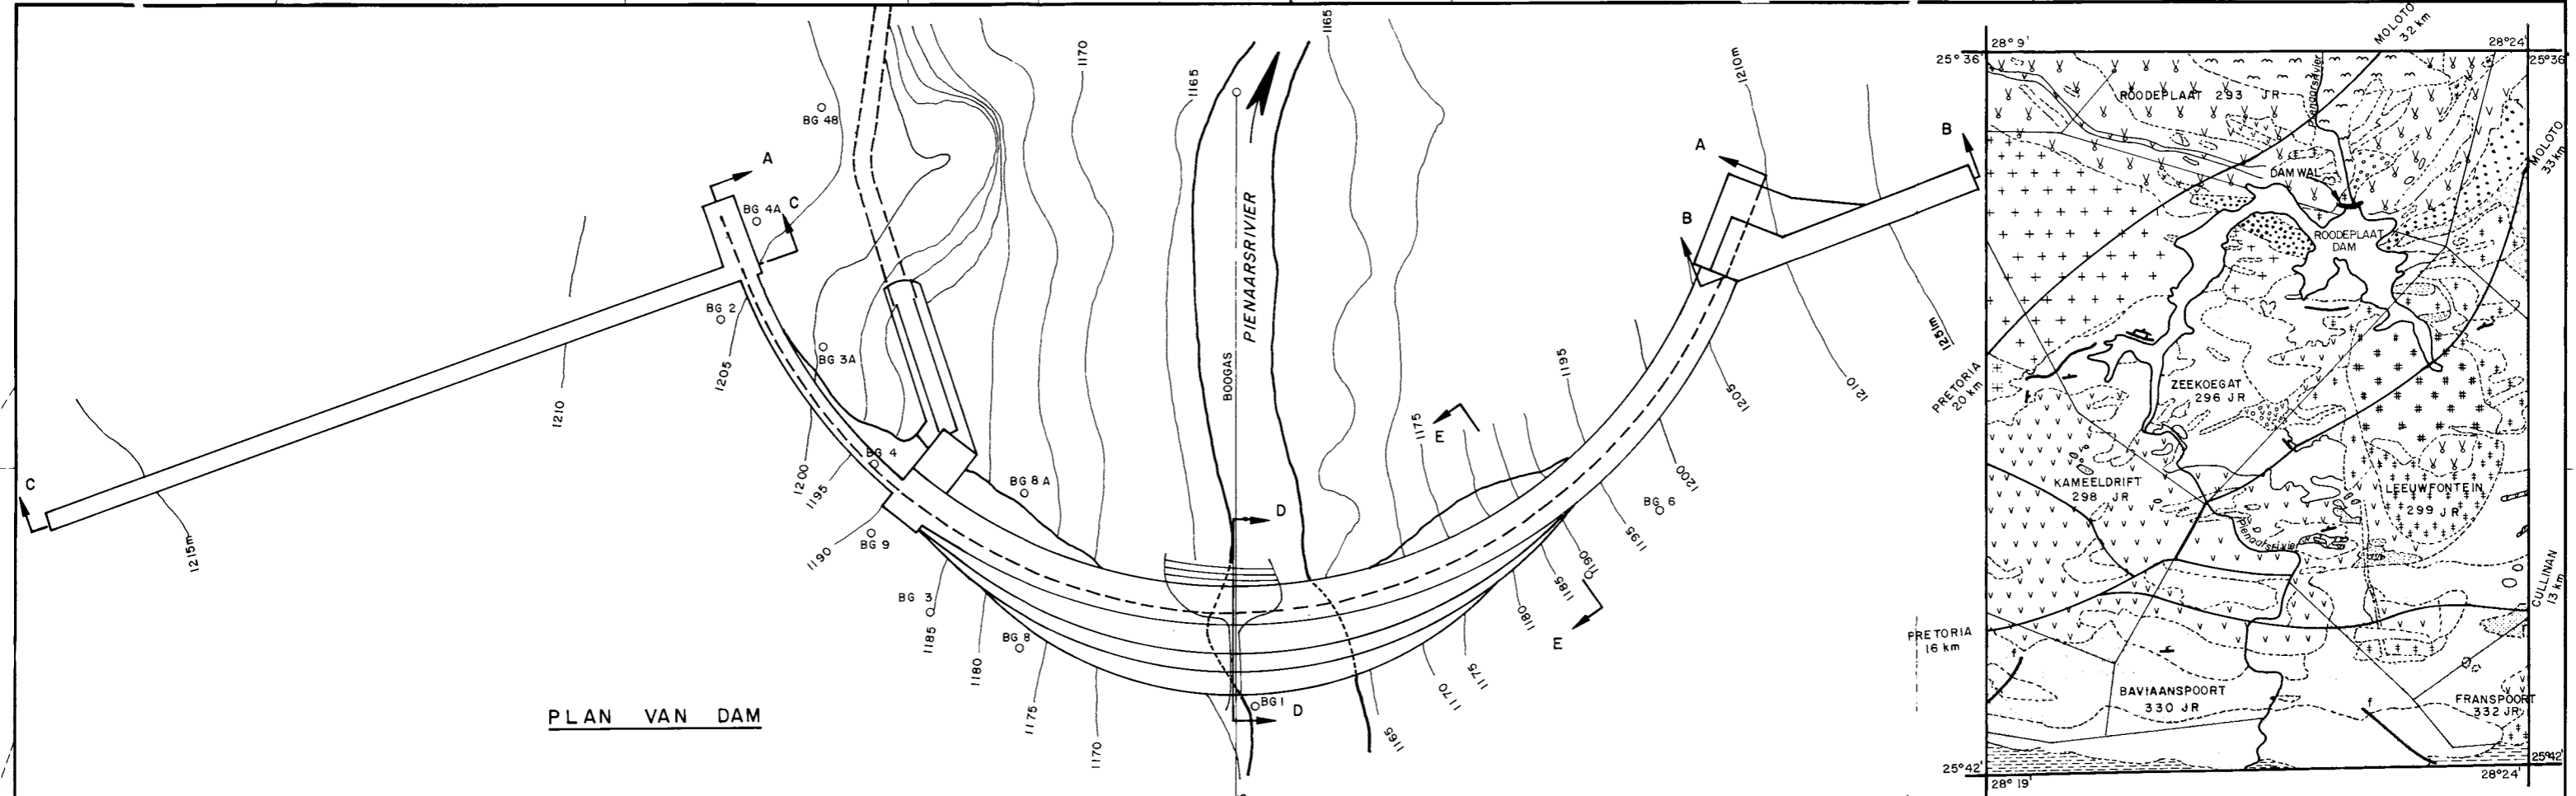 1165
1170
1165
1210m
A
BG 48
A
C
BG 4A
B
B
PIENAARSRIVIER
BG 2
BG 3A
1205
1210
BOOGAS
1195
1175
E
1205
1210
1251m
C
1200
1195
BG 4
BG 8A
D
1200
BG 6
1215m
1190
BG 9
1195
1190
1185
1180
E
BG 3
1185
BG 8
1180
1175
1170
BG 1
D
1175
1170
1165
PLAN VAN DAM
MOLOTO
32 km
28° 9'
28° 24'
25° 36'
25° 36'
ROODEPLAAT 293 JR
Pienaarsrivier
MOLOTO
33 km
DAMWAL
ROODEPLAAT
DAM
PRETORIA
20 km
ZEEKOEGAT
296 JR
KAMEELDRIFT
298 JR
LEEUWFONTEIN
299 JR
Pienaarsrivier
CULLINAN
13 km
PRETORIA
16 km
f
BAVIAANSPOORT
330 JR
f
FRANSPOORT
332 JR
25° 42'
25° 42'
28° 19'
28° 24'